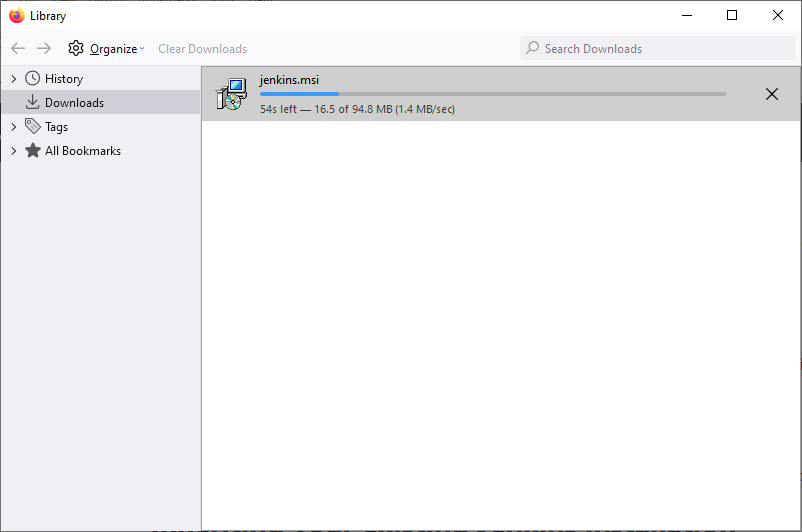 Library
Organize
Clear Downloads
Search Downloads
History
Downloads
Tags
All Bookmarks
jenkins.msi
54s left — 16.5 of 94.8 MB (1.4 MB/sec)